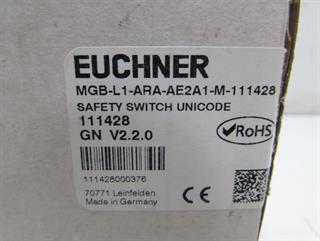 EUCHNER
MGB-L1-ARA-AE2A1-M-111428
SAFETY SWITCH UNICODE
111428
GN V2.2.0
RoHS
111428000376
70771 Leinfelden
Made in Germany
CE